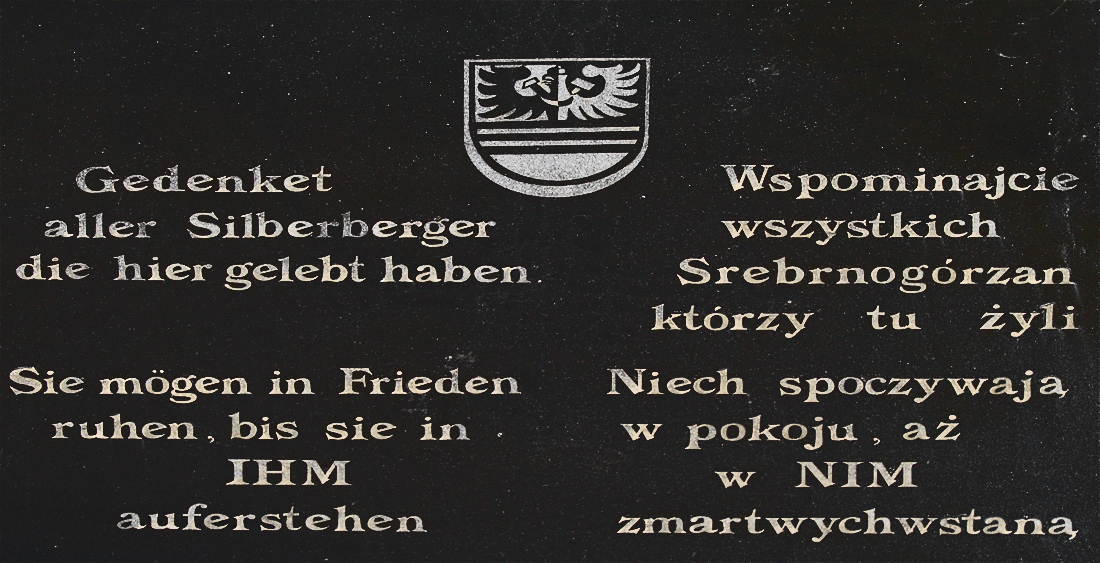 Gedenket
aller Silberberger
die hier gelebt haben.
Sie mögen in Frieden
ruhen, bis sie in
IHM
auferstehen
Wspominajcie
wszystkich
Srebrnogórzan
którzy tu żyli
Niech spoczywają
w pokoju, aż
w NIM
zmartwychwstaną